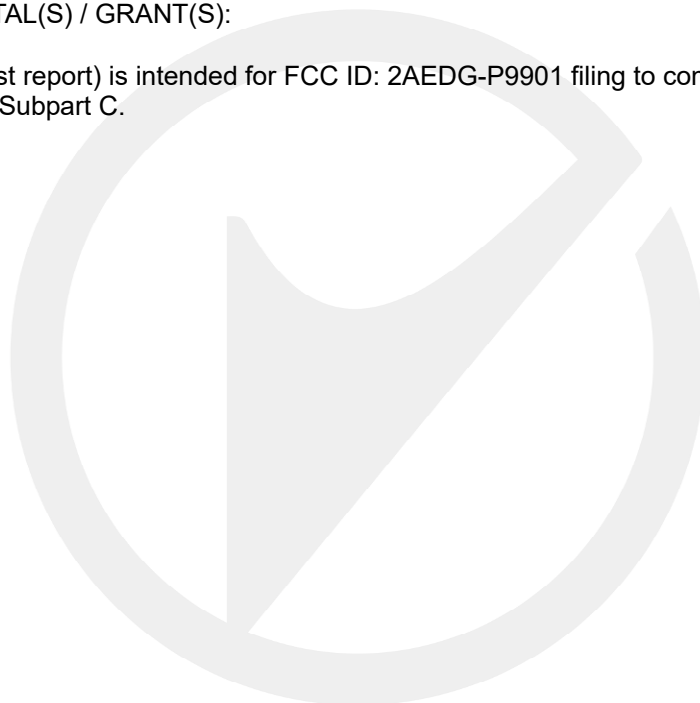 TAL(S) / GRANT(S):
st report) is intended for FCC ID: 2AEDG-P9901 filing to cor
Subpart C.